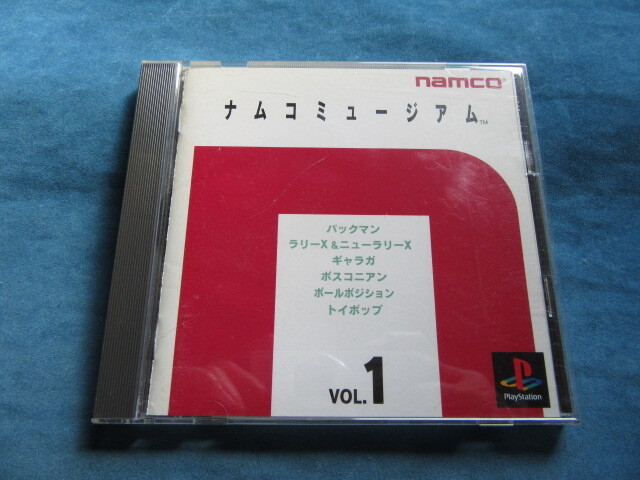 namco
ナムコミュージアム™
パックマン
ラリーX&ニューラリーX
ギャラガ
ボスコニアン
ポールポジション
トイポップ
VOL.1
PlayStation